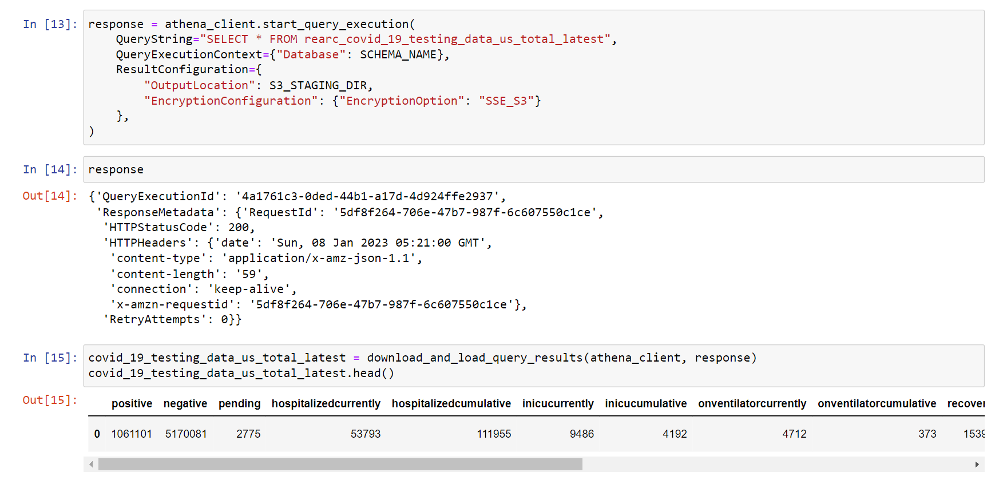 In [13]: response = athena_client.start_query_execution(
    QueryString="SELECT * FROM rearc_covid_19_testing_data_us_total_latest",
    QueryExecutionContext={"Database": SCHEMA_NAME},
    ResultConfiguration={
        "OutputLocation": S3_STAGING_DIR,
        "EncryptionConfiguration": {"EncryptionOption": "SSE_S3"}
    },
)
In [14]: response
Out[14]: {'QueryExecutionId': '4a1761c3-0ded-44b1-a17d-4d924ffe2937',
 'ResponseMetadata': {'RequestId': '5df8f264-706e-47b7-987f-6c607550c1ce',
  'HTTPStatusCode': 200,
  'HTTPHeaders': {'date': 'Sun, 08 Jan 2023 05:21:00 GMT',
   'content-type': 'application/x-amz-json-1.1',
   'content-length': '59',
   'connection': 'keep-alive',
   'x-amzn-requestid': '5df8f264-706e-47b7-987f-6c607550c1ce'},
  'RetryAttempts': 0}}
In [15]: covid_19_testing_data_us_total_latest = download_and_load_query_results(athena_client, response)
covid_19_testing_data_us_total_latest.head()
Out[15]:
positive negative pending hospitalizedcurrently hospitalizedcumulative inicucurrently inicucumulative onventilatorcurrently onventilatorcumulative
0 1061101 5170081 2775 53793 111955 9486 4192 4712 373